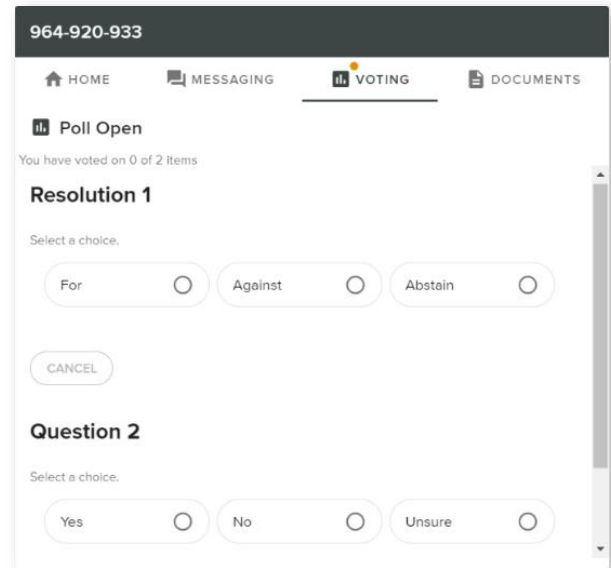 964-920-933
HOME MESSAGING VOTING DOCUMENTS
Poll Open
You have voted on 0 of 2 items
Resolution 1
Select a choice.
For Against Abstain
CANCEL
Question 2
Select a choice.
Yes No Unsure